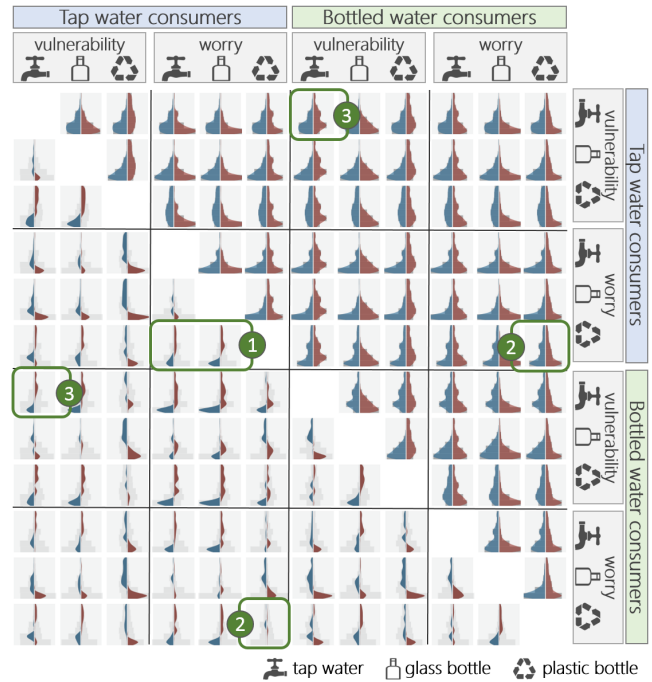 Tap water consumers Bottled water consumers
vulnerability worry vulnerability worry
3
vulnerability
Tap water consumers
worry
1
2
3
vulnerability
Bottled water consumers
worry
2
tap water glass bottle plastic bottle